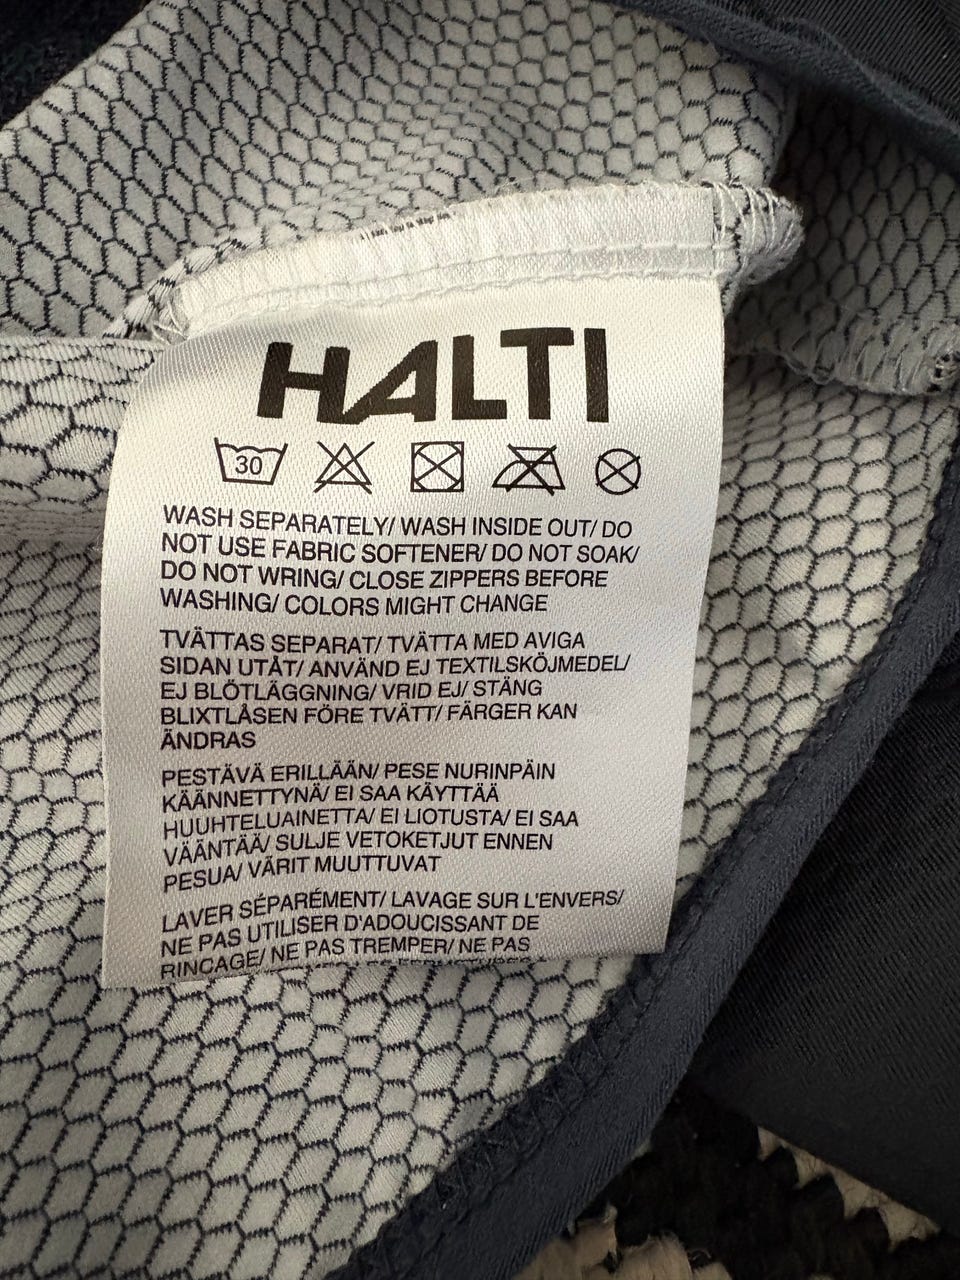 HALTI
30
WASH SEPARATELY/ WASH INSIDE OUT/ DO
NOT USE FABRIC SOFTENER/ DO NOT SOAK/
DO NOT WRING/ CLOSE ZIPPERS BEFORE
WASHING/ COLORS MIGHT CHANGE
TVÄTTAS SEPARAT/ TVÄTTA MED AVIGA
SIDAN UTÅT/ ANVÄND EJ TEXTILSKÖJMEDEL/
EJ BLÖTLÄGGNING/ VRID EJ/ STÄNG
BLIXTLÅSEN FÖRE TVÄTT/ FÄRGER KAN
ÄNDRAS
PESTÄVÄ ERILLÄÄN/ PESE NURINPÄIN
KÄÄNNETTYNÄ/ EI SAA KÄYTTÄÄ
HUUHTELUAINETTA/ EI LIOTUSTA/ EI SAA
VÄÄNTÄÄ/ SULJE VETOKETJUT ENNEN
PESUA/ VÄRIT MUUTTUVAT
LAVER SÉPARÉMENT/ LAVAGE SUR L'ENVERS/
NE PAS UTILISER D'ADOUCISSANT DE
RINCAGE/ NE PAS TREMPER/ NE PAS